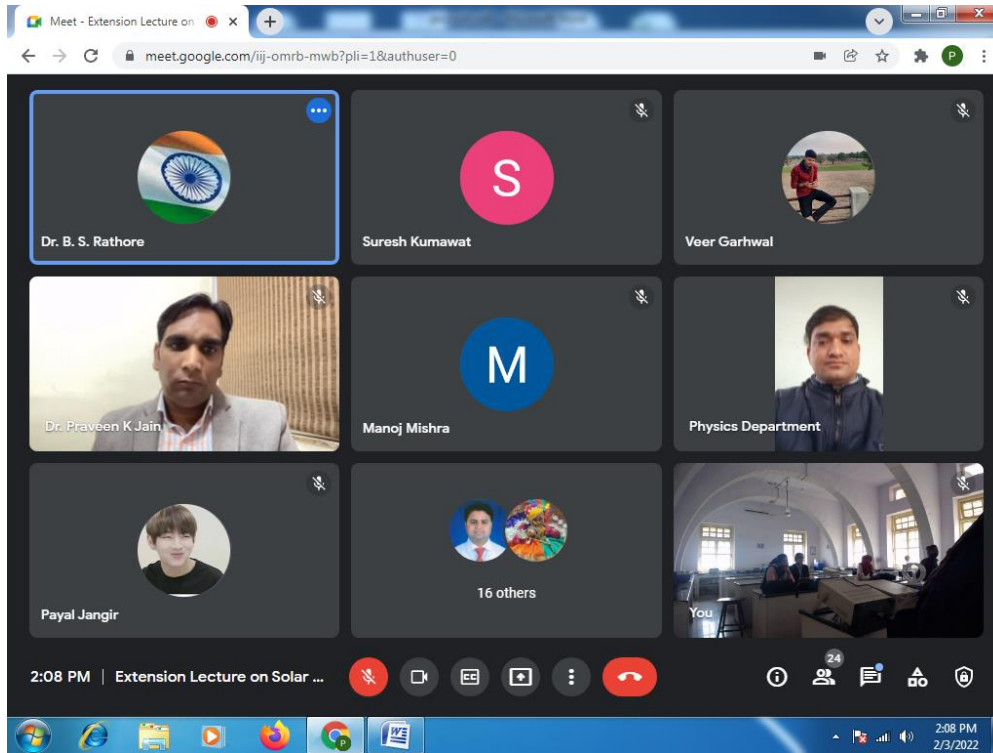 Meet - Extension Lecture on
meet.google.com/iij-omrb-mwb?pli=1&authuser=0
P
Dr. B. S. Rathore
S
Suresh Kumawat
Veer Garhwal
Dr. Praveen K Jain
M
Manoj Mishra
Physics Department
Payal Jangir
16 others
You
2:08 PM | Extension Lecture on Solar ...
CC
24
P
W
2:08 PM
2/3/2022